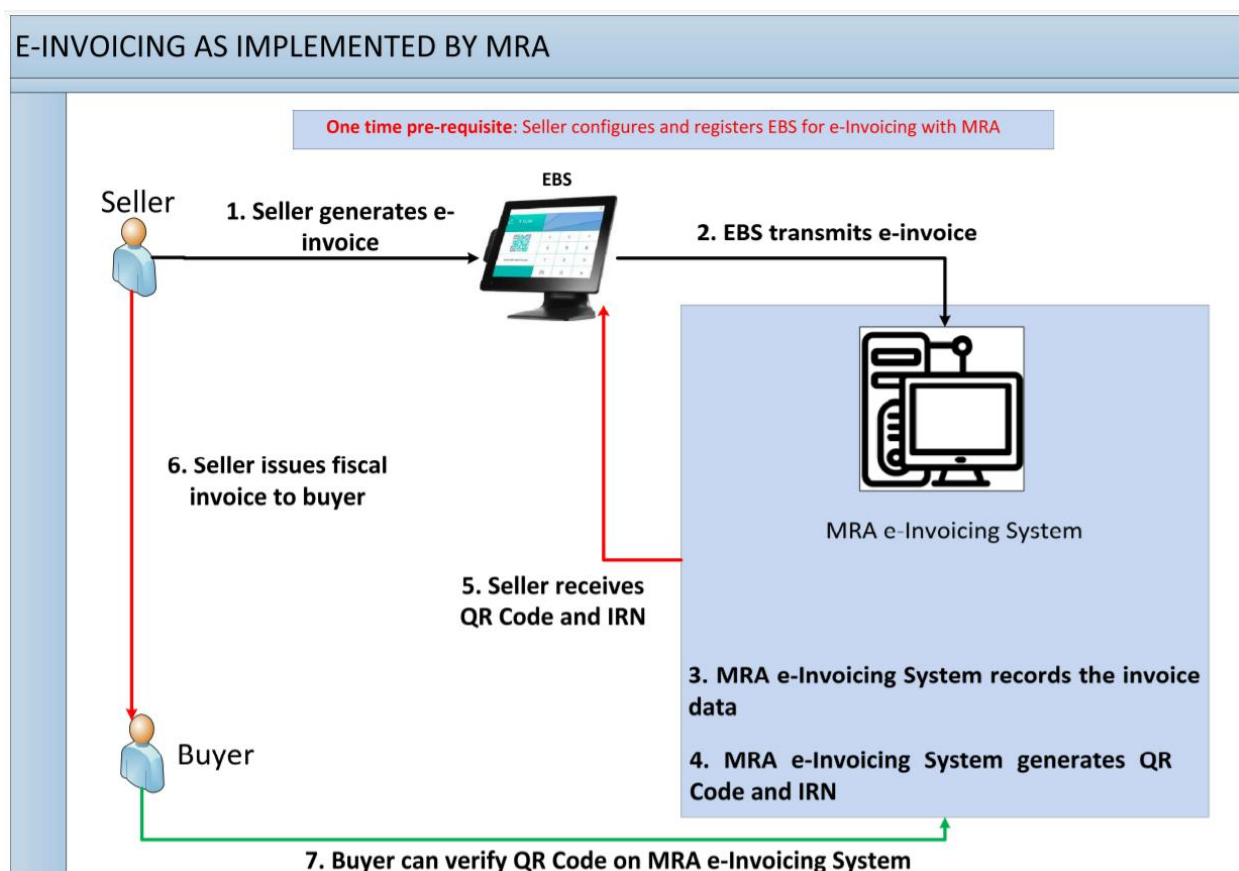 E-INVOICING AS IMPLEMENTED BY MRA
One time pre-requisite: Seller configures and registers EBS for e-Invoicing with MRA
EBS
Seller
1. Seller generates e-
invoice
2. EBS transmits e-invoice
MRA e-Invoicing System
6. Seller issues fiscal
invoice to buyer
5. Seller receives
QR Code and IRN
3. MRA e-Invoicing System records the invoice
data
4. MRA e-Invoicing System generates QR
Code and IRN
Buyer
7. Buyer can verify QR Code on MRA e-Invoicing System